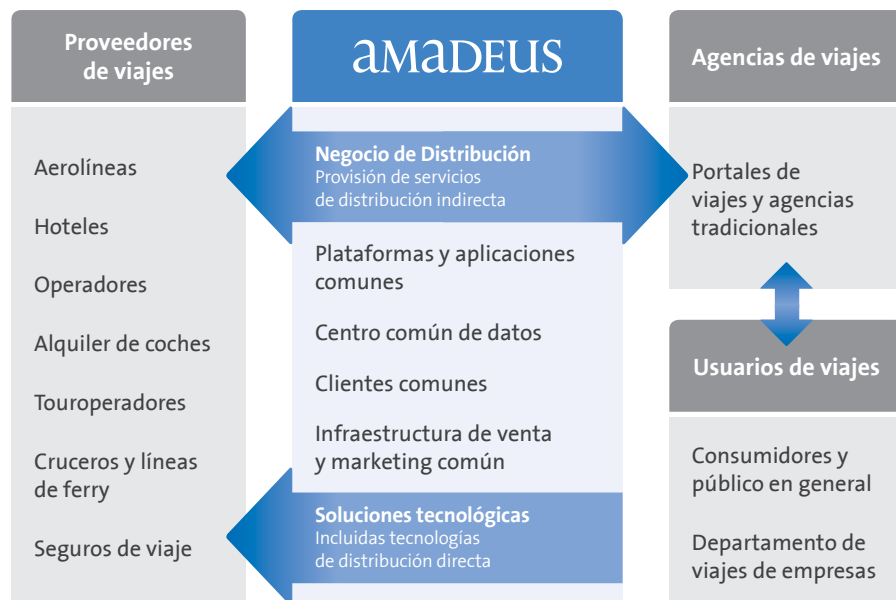 Proveedores
de viajes
Aerolíneas
Hoteles
Operadores
Alquiler de coches
Touroperadores
Cruceros y líneas
de ferry
Seguros de viaje
aMaDEUS
Negocio de Distribución
Provisión de servicios
de distribución indirecta
Plataformas y aplicaciones
comunes
Centro común de datos
Clientes comunes
Infraestructura de venta
y marketing común
Soluciones tecnológicas
Incluidas tecnologías
de distribución directa
Agencias de viajes
Portales de
viajes y agencias
tradicionales
Usuarios de viajes
Consumidores y
público en general
Departamento de
viajes de empresas